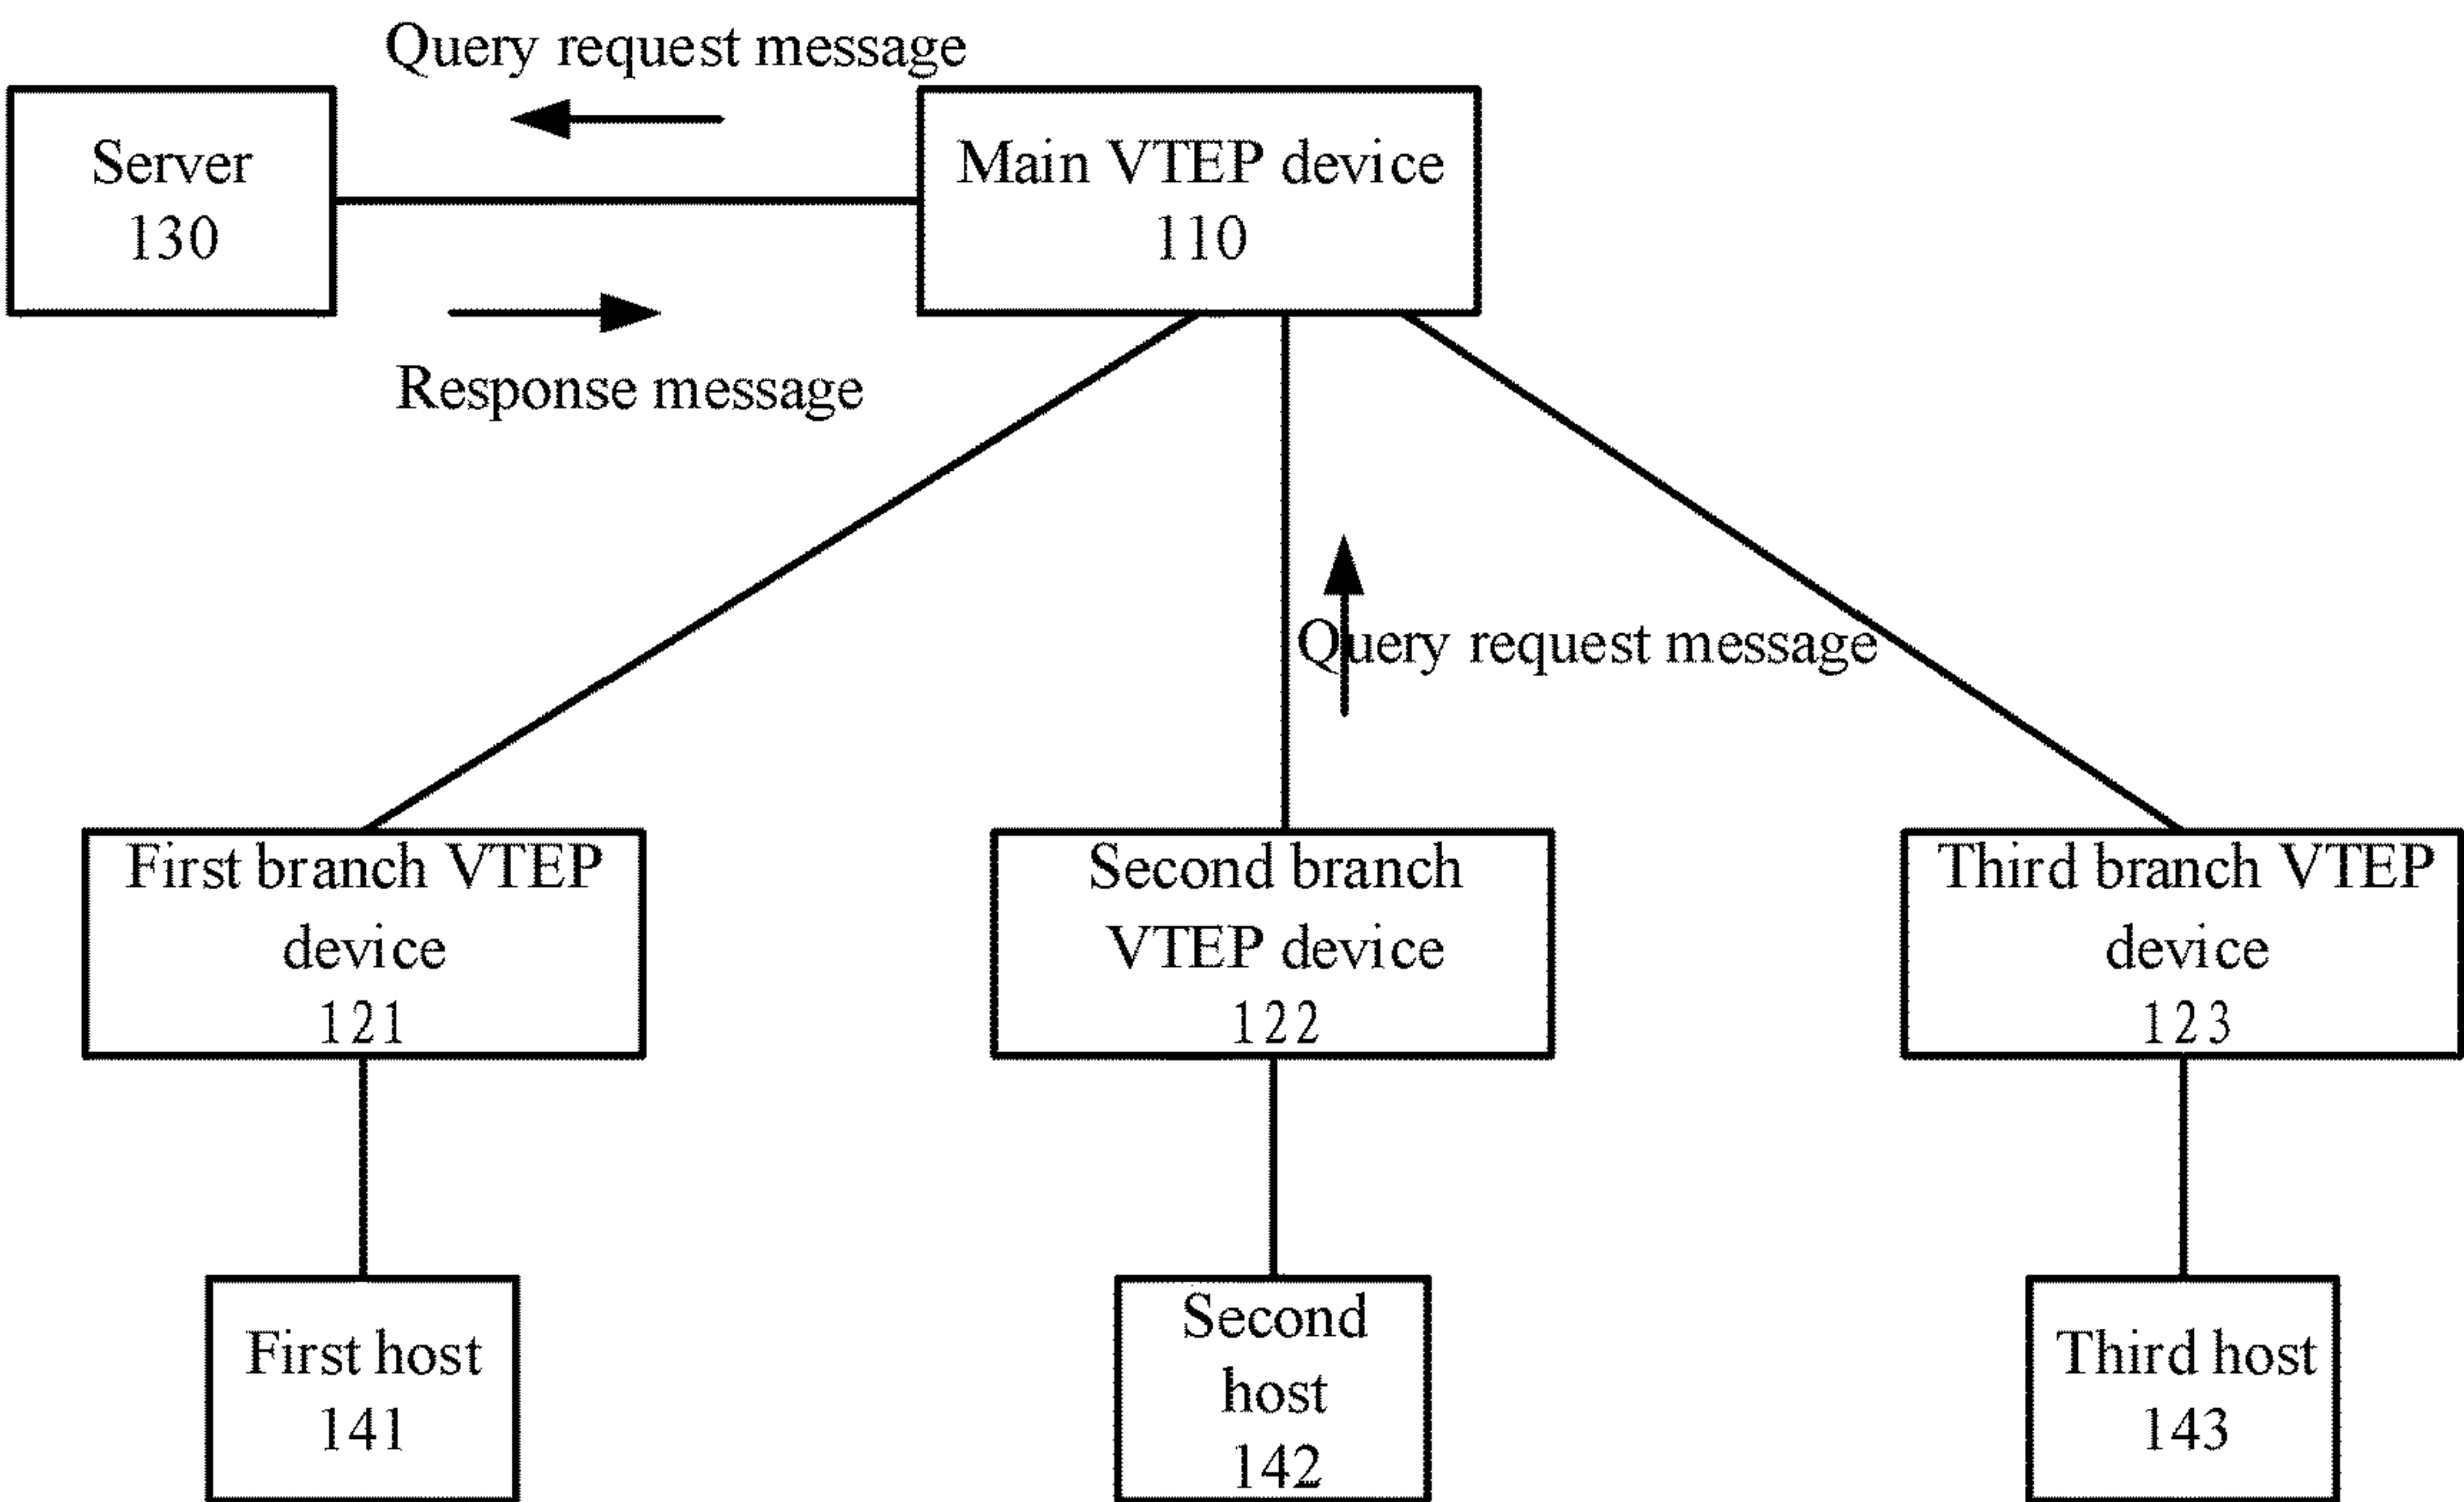 Query request message
Server
130
Main VTEP device
110
Response message
Query request message
First branch VTEP
device
121
Second branch
VTEP device
122
Third branch VTEP
device
123
First host
141
Second
host
142
Third host
143